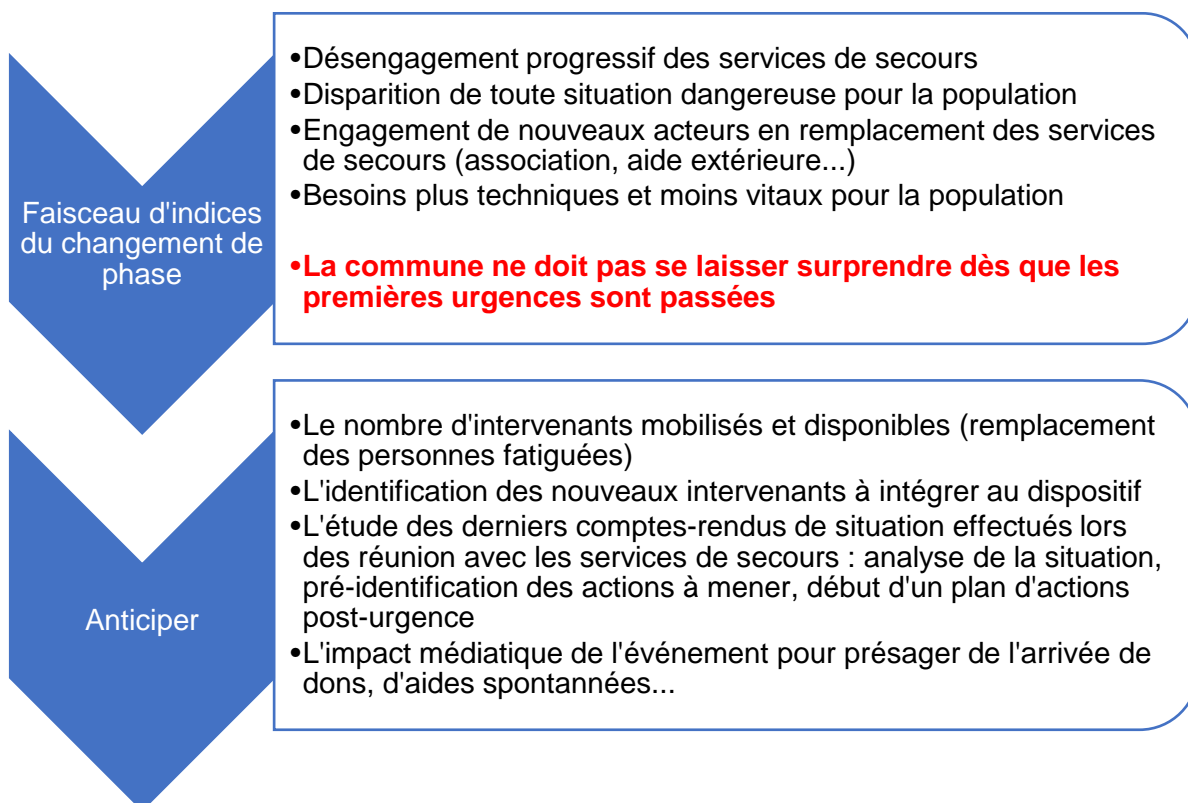 Faisceau d'indices
du changement de
phase
•Désengagement progressif des services de secours
•Disparition de toute situation dangereuse pour la population
•Engagement de nouveaux acteurs en remplacement des services
de secours (association, aide extérieure...)
•Besoins plus techniques et moins vitaux pour la population
•La commune ne doit pas se laisser surprendre dès que les
premières urgences sont passées
Anticiper
•Le nombre d'intervenants mobilisés et disponibles (remplacement
des personnes fatiguées)
•L'identification des nouveaux intervenants à intégrer au dispositif
•L'étude des derniers comptes-rendus de situation effectués lors
des réunion avec les services de secours : analyse de la situation,
pré-identification des actions à mener, début d'un plan d'actions
post-urgence
•L'impact médiatique de l'événement pour présager de l'arrivée de
dons, d'aides spontannées...